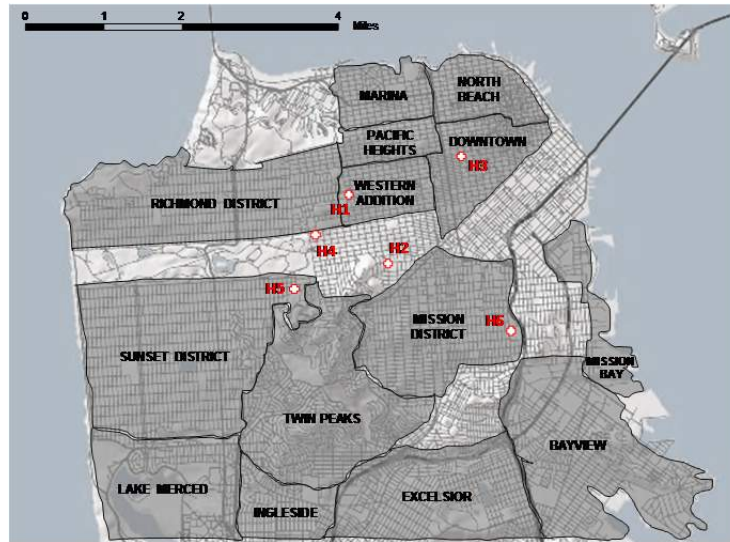 0 1 2 4
Miles
MARINA
NORTH
BEACH
PACIFIC
HEIGHTS
DOWNTOWN
H3
RICHMOND DISTRICT
WESTERN
ADDITION
H1
H4
H2
H5
MISSION
DISTRICT
H6
SUNSET DISTRICT
MISSION
BAY
TWIN PEAKS
BAYVIEW
LAKE MERCED
EXCELSIOR
INGLESIDE